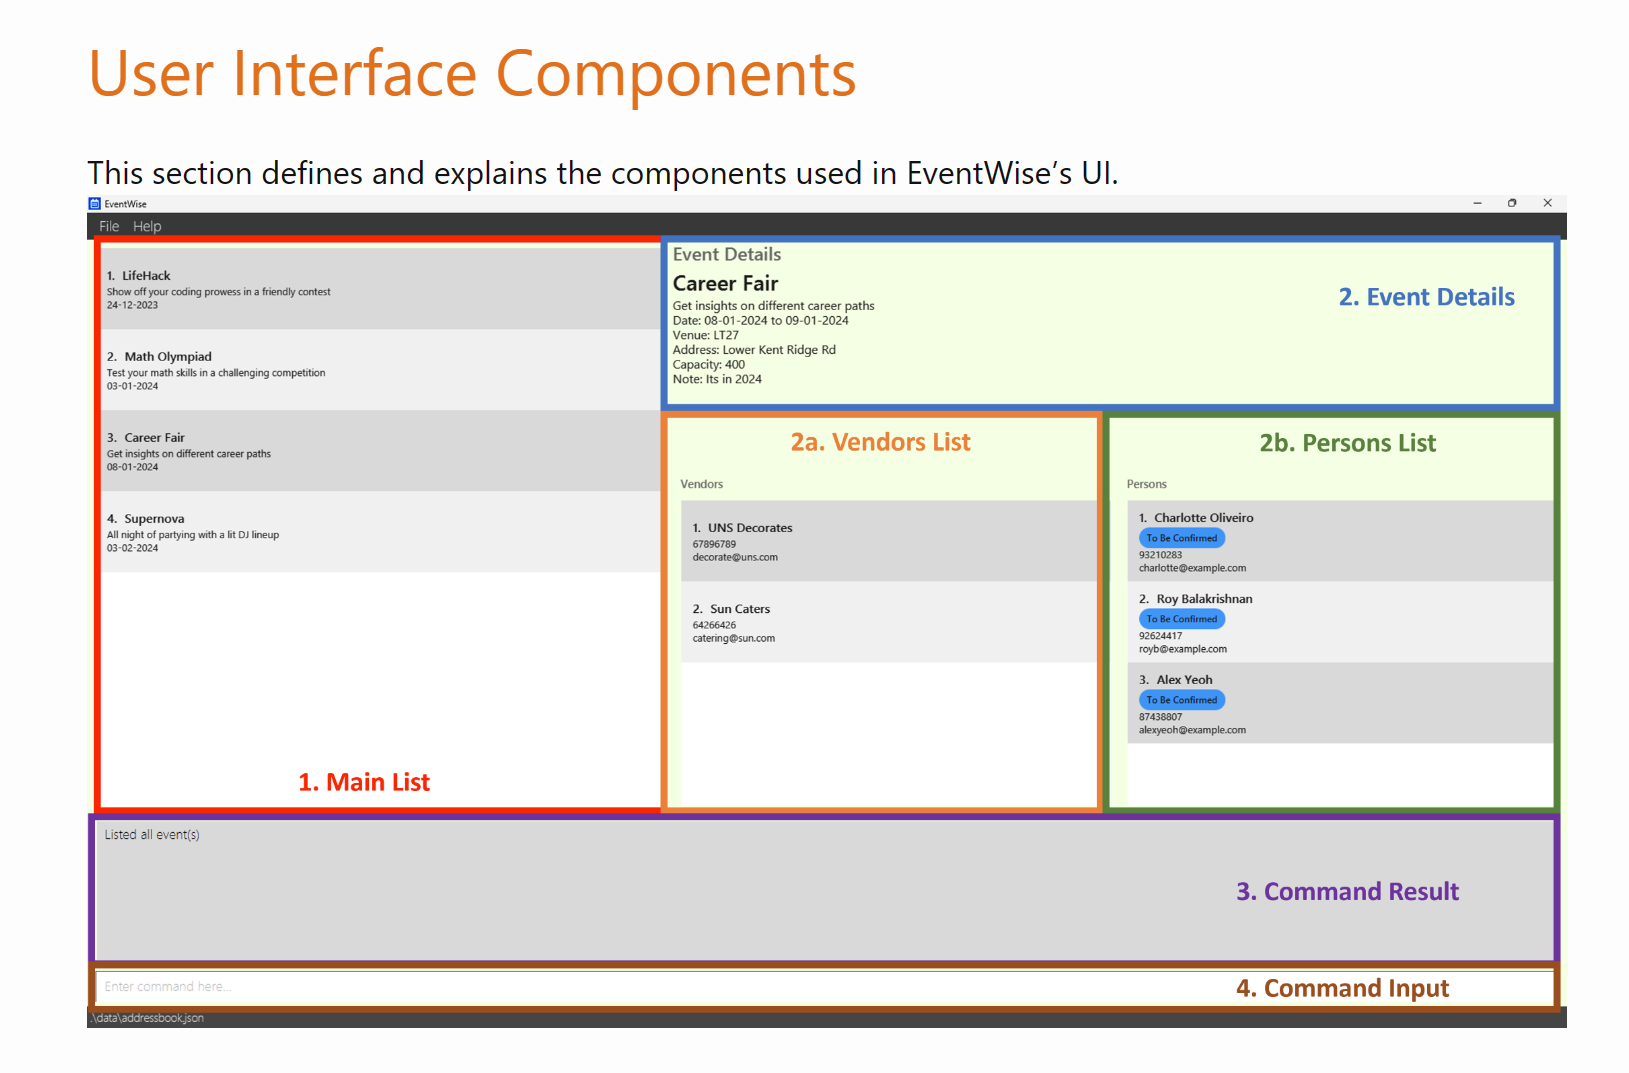 User Interface Components
This section defines and explains the components used in EventWise’s UI.
EventWise
File Help
1. LifeHack
Show off your coding prowess in a friendly contest
24-12-2023
2. Math Olympiad
Test your math skills in a challenging competition
03-01-2024
3. Career Fair
Get insights on different career paths
08-01-2024
4. Supernova
All night of partying with a lit DJ lineup
03-02-2024
1. Main List
Event Details
Career Fair
Get insights on different career paths
Date: 08-01-2024 to 09-01-2024
Venue: LT27
Address: Lower Kent Ridge Rd
Capacity: 400
Note: Its in 2024
2. Event Details
2a. Vendors List
Vendors
1. UNS Decorates
67896789
decorate@uns.com
2. Sun Caters
64266426
catering@sun.com
2b. Persons List
Persons
1. Charlotte Oliveiro
To Be Confirmed
93210283
charlotte@example.com
2. Roy Balakrishnan
To Be Confirmed
92624417
royb@example.com
3. Alex Yeoh
To Be Confirmed
87438807
alexyeoh@example.com
Listed all event(s)
3. Command Result
Enter command here...
4. Command Input
.\data\addressbook.json